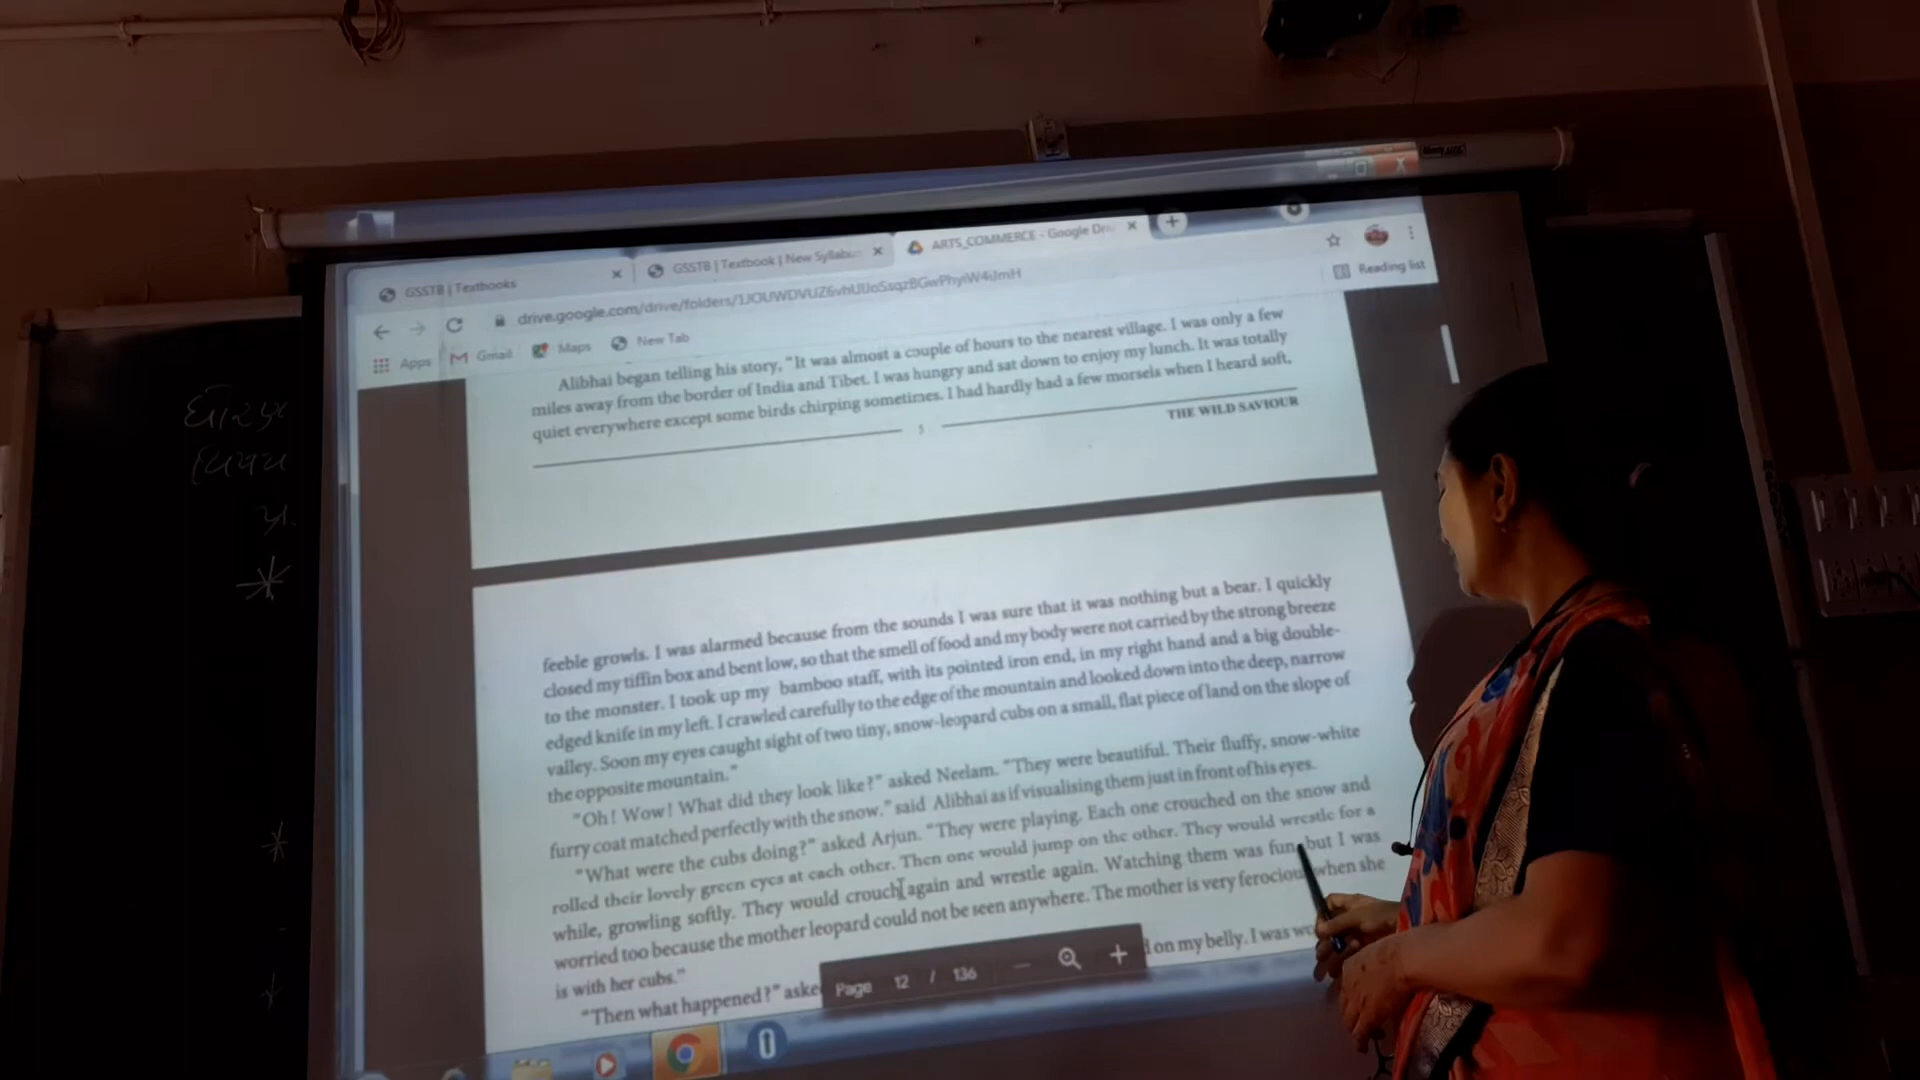 GSSTB | Textbooks
GSSTB | Textbook | New Syllabu
ARTS_COMMERCE - Google Dri
drive.google.com/drive/folders/
Reading list
Apps
Gmail
Maps
New Tab
Alibhai began telling his story, "It was almost a couple of hours to the nearest village. I was only a few
miles away from the border of India and Tibet. I was hungry and sat down to enjoy my lunch. It was totally
quiet everywhere except some birds chirping sometimes. I had hardly had a few morsels when I heard soft,
5
THE WILD SAVIOUR
feeble growls. I was alarmed because from the sounds I was sure that it was nothing but a bear. I quickly
closed my tiffin box and bent low, so that the smell of food and my body were not carried by the strong breeze
to the monster. I took up my bamboo staff, with its pointed iron end, in my right hand and a big double-
edged knife in my left. I crawled carefully to the edge of the mountain and looked down into the deep, narrow
valley. Soon my eyes caught sight of two tiny, snow-leopard cubs on a small, flat piece of land on the slope of
the opposite mountain."
"Oh! Wow! What did they look like?" asked Neelam. "They were beautiful. Their fluffy, snow-white
furry coat matched perfectly with the snow," said Alibhai as if visualising them just in front of his eyes.
"What were the cubs doing?" asked Arjun. "They were playing. Each one crouched on the snow and
rolled their lovely green eyes at each other. Then one would jump on the other. They would wrestle for a
while, growling softly. They would crouch again and wrestle again. Watching them was fun, but I was
worried too because the mother leopard could not be seen anywhere. The mother is very ferocious when she
is with her cubs."
"Then what happened?" aske
on my belly. I was
Page 12 / 136